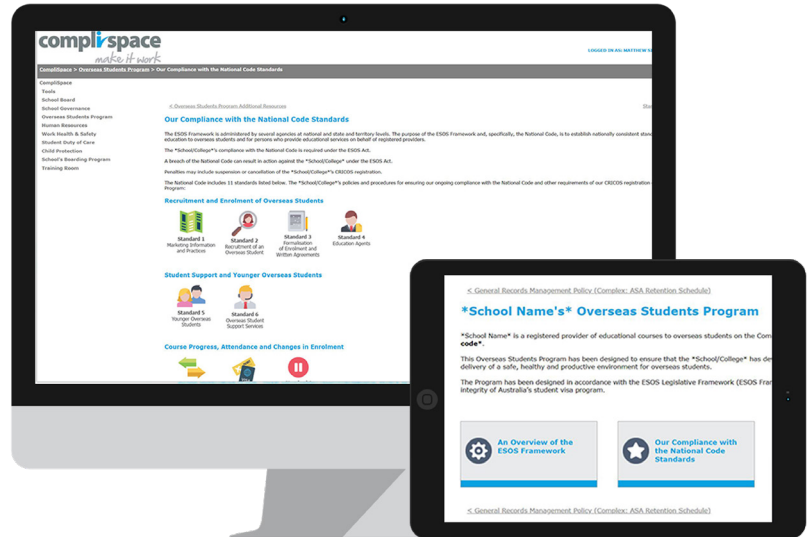 complispace
make it work
LOGGED IN AS: MATTHEW
CompliSpace > Overseas Students Program > Our Compliance with the National Code Standards
CompliSpace
Tools
School Board
School Governance
Overseas Students Program
Human Resources
Work Health & Safety
Student Duty of Care
Child Protection
School's Boarding Program
Training Room
< Overseas Students Program Additional Resources
Our Compliance with the National Code Standards
The ESOS Framework is administered by several agencies at national and state and territory levels. The purpose of the ESOS Framework and, specifically, the National Code, is to establish nationally consistent
education to overseas students and for persons who provide educational services on behalf of registered providers.
The *School/College*'s compliance with the National Code is required under the ESOS Act.
A breach of the National Code can result in action against the *School/College* under the ESOS Act.
Penalties may include suspension or cancellation of the *School/College*'s CRICOS registration.
The National Code includes 11 standards listed below. The *School/College*'s policies and procedures for ensuring our ongoing compliance with the National Code and other requirements of our CRICOS registration
Program:
Recruitment and Enrolment of Overseas Students
Standard 1
Marketing Information
and Practices
Standard 2
Recruitment of an
Overseas Student
Standard 3
Formalisation
of Enrolment and
Written Agreements
Standard 4
Education Agents
Student Support and Younger Overseas Students
Standard 5
Younger Overseas
Students
Standard 6
Overseas Student
Support Services
Course Progress, Attendance and Changes in Enrolment
< General Records Management Policy (Complex: ASA Retention Schedule)
*School Name's* Overseas Students Program
*School Name* is a registered provider of educational courses to overseas students on the Com
code*.
This Overseas Students Program has been designed to ensure that the *School/College* has de
delivery of a safe, healthy and productive environment for overseas students.
The Program has been designed in accordance with the ESOS Legislative Framework (ESOS Fra
integrity of Australia's student visa program.
An Overview of the
ESOS Framework
Our Compliance with
the National Code
Standards
< General Records Management Policy (Complex: ASA Retention Schedule)